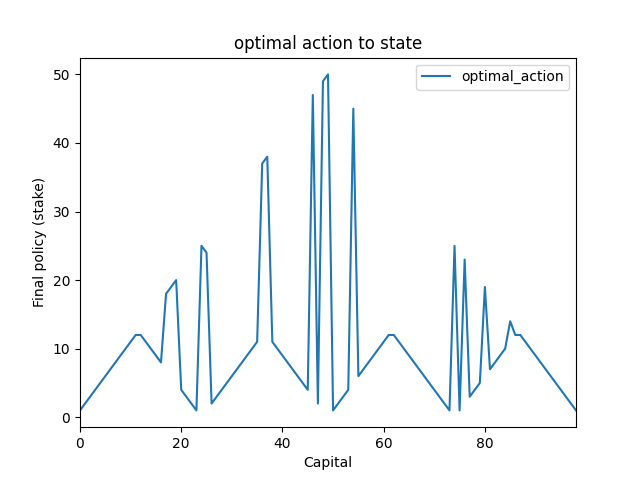 optimal action to state
optimal_action
Final policy (stake)
50
40
30
20
10
0
0 20 40 60 80
Capital